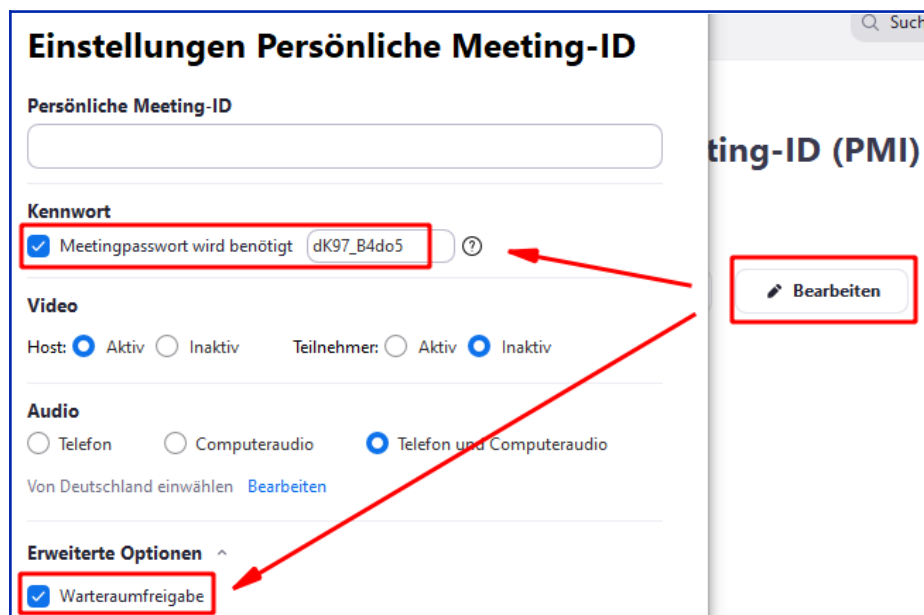 Einstellungen Persönliche Meeting-ID
Such
Persönliche Meeting-ID
ting-ID (PMI)
Kennwort
Meetingpasswort wird benötigt dK97_B4do5 ?
Bearbeiten
Video
Host: Aktiv Inaktiv Teilnehmer: Aktiv Inaktiv
Audio
Telefon Computeraudio Telefon und Computeraudio
Von Deutschland einwählen Bearbeiten
Erweiterte Optionen
Warteraumfreigabe